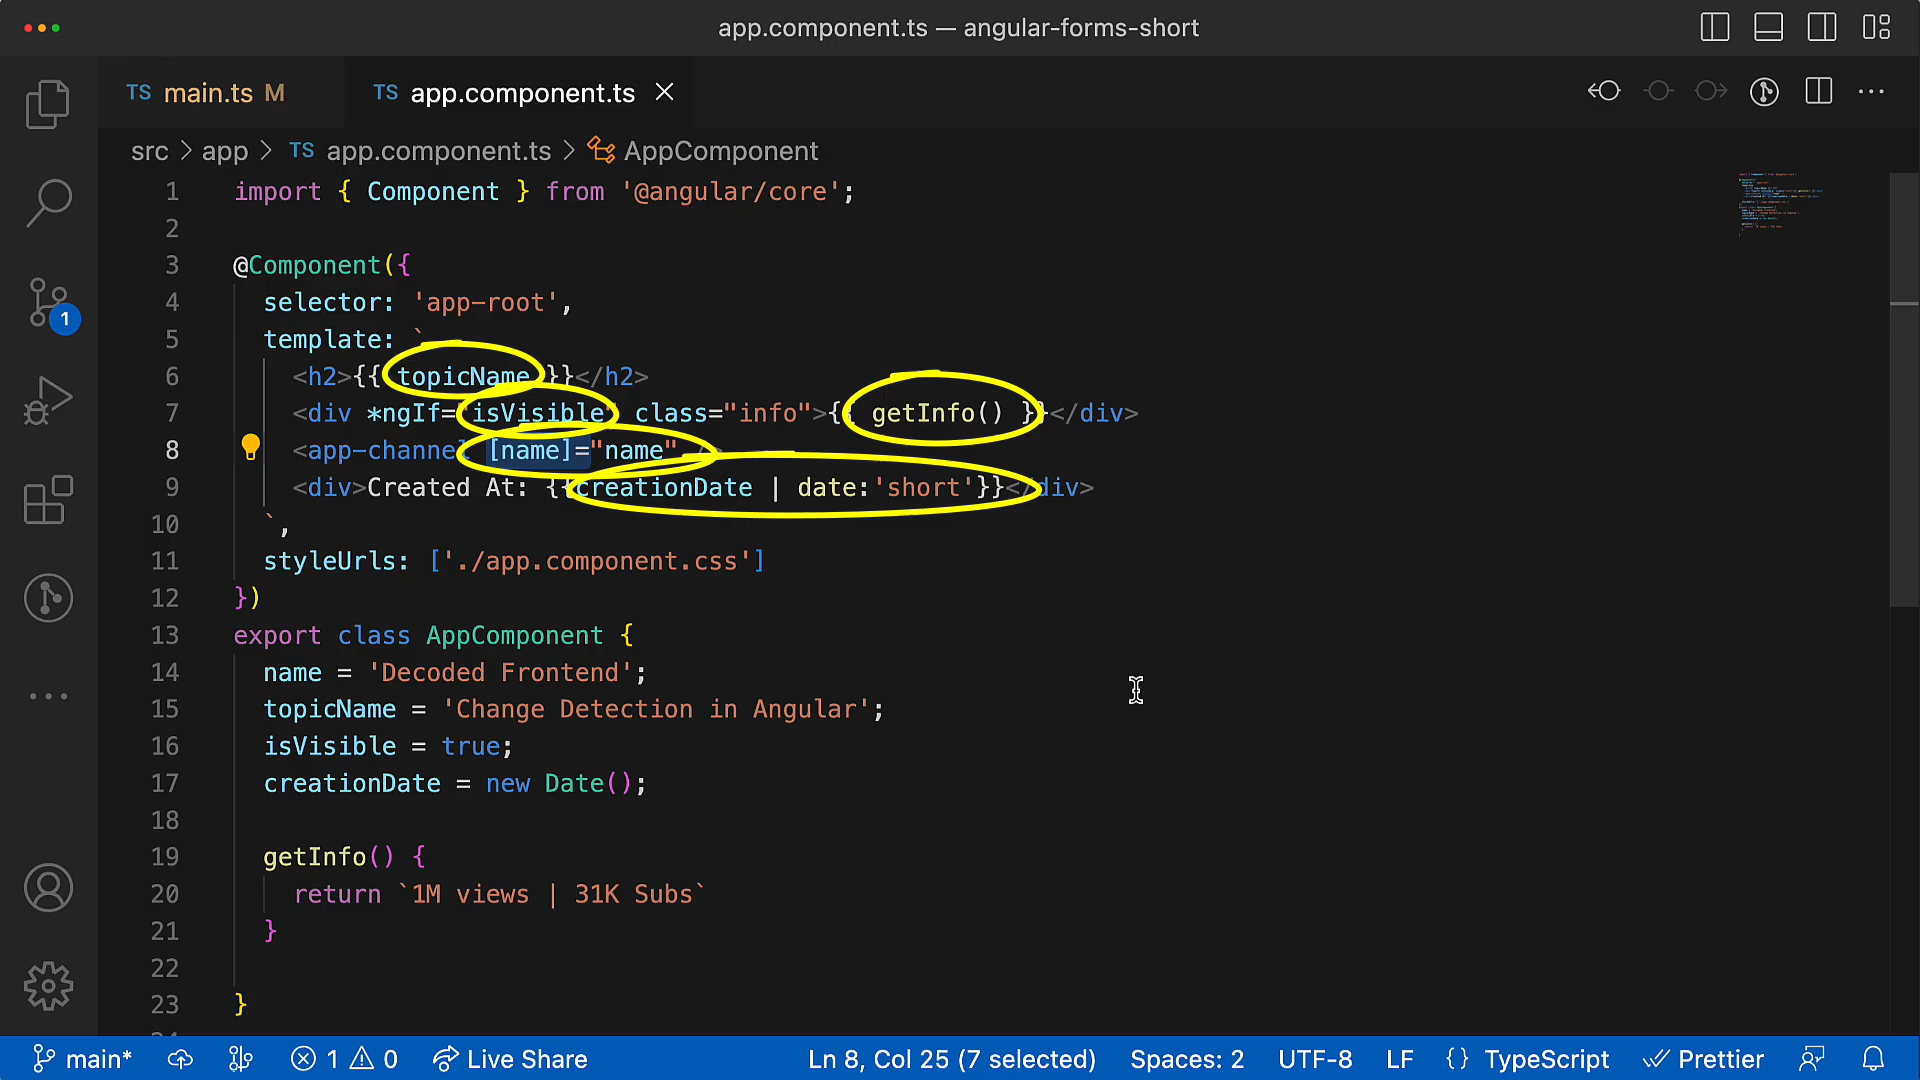 app.component.ts — angular-forms-short
TS main.ts M
TS app.component.ts
src > app > TS app.component.ts > AppComponent
1 import { Component } from '@angular/core';
2
3 @Component({
4 selector: 'app-root',
5 template: `
6 <h2>{{ topicName }}</h2>
7 <div *ngIf="isVisible" class="info">{{ getInfo() }}</div>
8 <app-channel [name]="name" />
9 <div>Created At: {{creationDate | date:'short'}}</div>
10 `,
11 styleUrls: ['./app.component.css']
12 })
13 export class AppComponent {
14 name = 'Decoded Frontend';
15 topicName = 'Change Detection in Angular';
16 isVisible = true;
17 creationDate = new Date();
18
19 getInfo() {
20 return `1M views | 31K Subs`
21 }
22
23 }
1
main* 1 0 Live Share Ln 8, Col 25 (7 selected) Spaces: 2 UTF-8 LF {} TypeScript Prettier